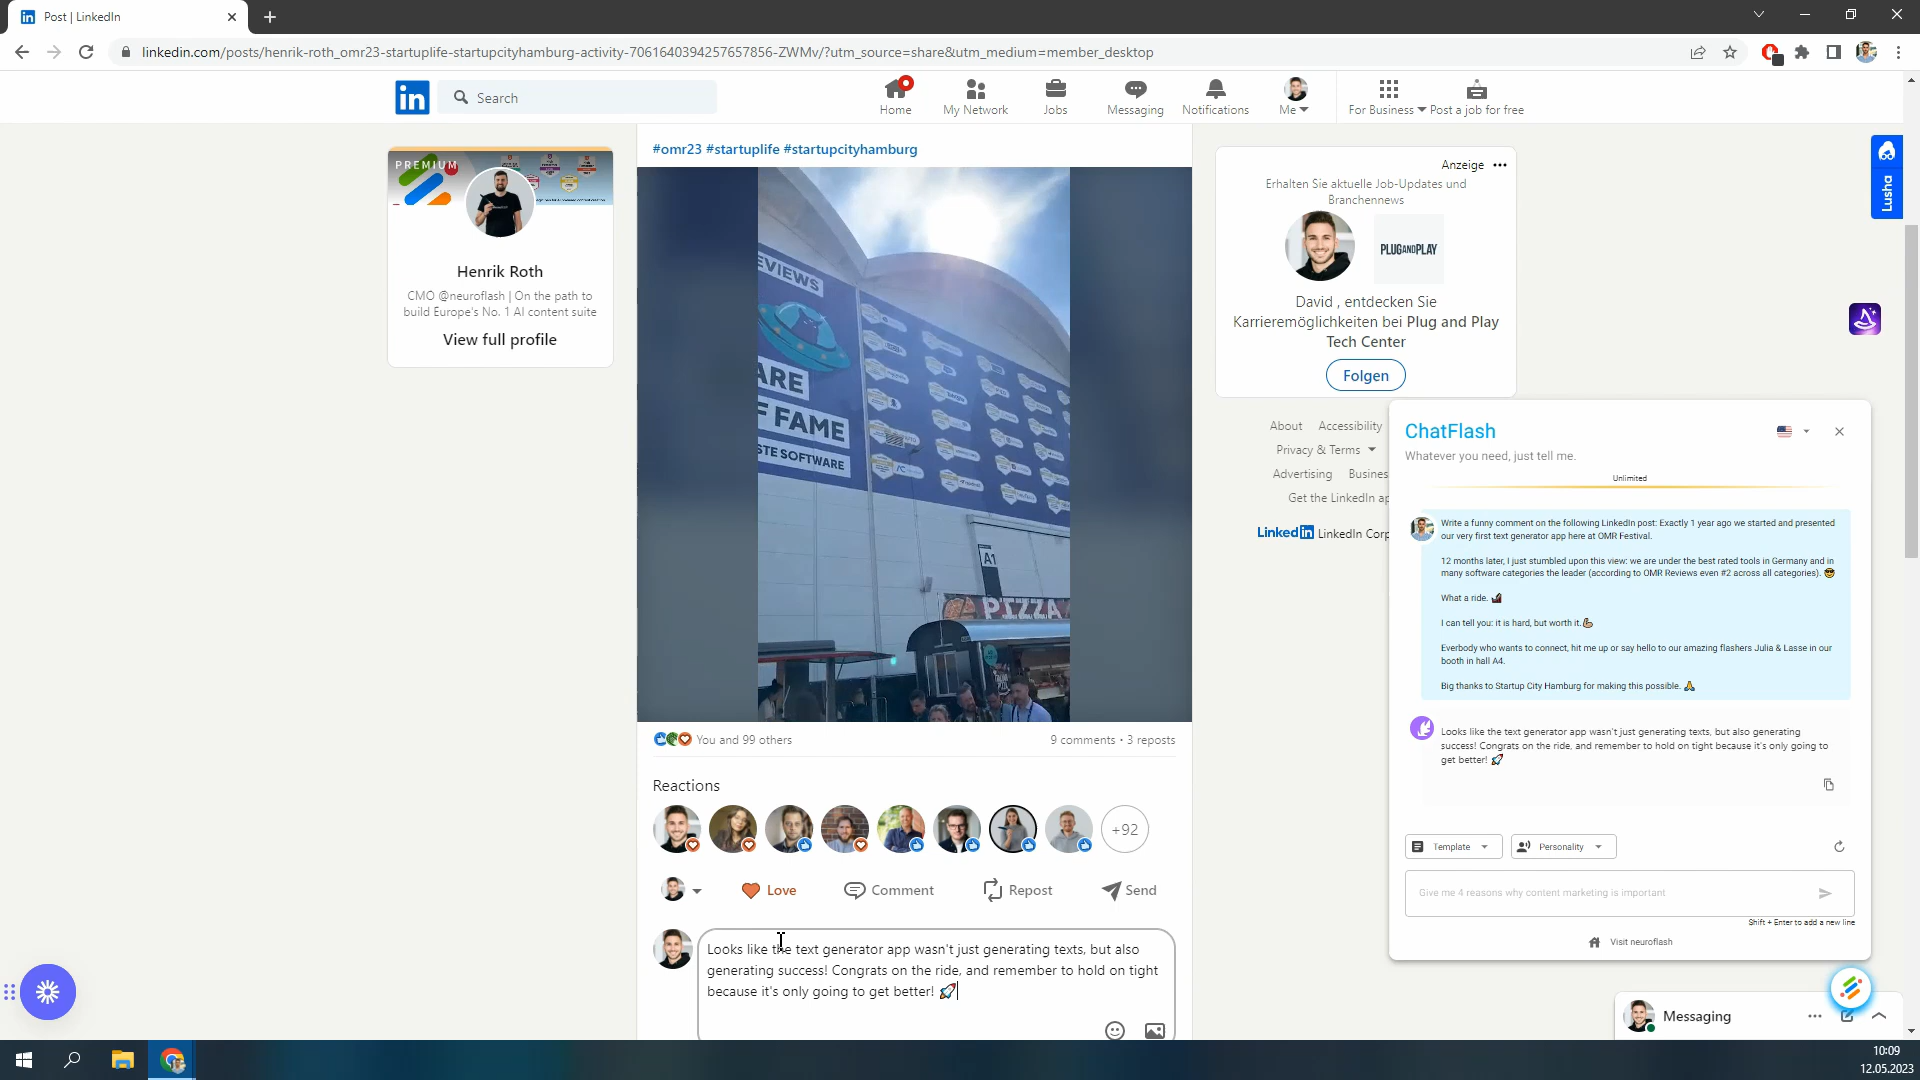 Post | LinkedIn
linkedin.com/posts/henrik-roth_omr23-startuplife-startupcityhamburg-activity-7061640394257657856-ZWMv/?utm_source=share&utm_medium=member_desktop
in
Search
Home
My Network
Jobs
Messaging
Notifications
Me
For Business
Post a job for free
PREMIUM
Henrik Roth
CMO @neuroflash | On the path to
build Europe's No. 1 AI content suite
View full profile
#omr23 #startuplife #startupcityhamburg
EVIEWS
ARE
F FAME
STE SOFTWARE
A1
PIZZA
You and 99 others
9 comments • 3 reposts
Reactions
+92
Love
Comment
Repost
Send
Looks like the text generator app wasn't just generating texts, but also
generating success! Congrats on the ride, and remember to hold on tight
because it's only going to get better! 🚀
Anzeige
Erhalten Sie aktuelle Job-Updates und
Branchennews
PLUGANDPLAY
David , entdecken Sie
Karrieremöglichkeiten bei Plug and Play
Tech Center
Folgen
About
Accessibility
Privacy & Terms
Advertising
Busines
Get the LinkedIn ap
LinkedIn
LinkedIn Corp
Lusha
ChatFlash
Whatever you need, just tell me.
Unlimited
Write a funny comment on the following LinkedIn post: Exactly 1 year ago we started and presented
our very first text generator app here at OMR Festival.
12 months later, I just stumbled upon this view: we are under the best rated tools in Germany and in
many software categories the leader (according to OMR Reviews even #2 across all categories). 😎
What a ride. 🎢
I can tell you: it is hard, but worth it.💪
Everbody who wants to connect, hit me up or say hello to our amazing flashers Julia & Lasse in our
booth in hall A4.
Big thanks to Startup City Hamburg for making this possible. 🙏
Looks like the text generator app wasn't just generating texts, but also generating
success! Congrats on the ride, and remember to hold on tight because it's only going to
get better! 🚀
Template
Personality
Give me 4 reasons why content marketing is important
Shift + Enter to add a new line
Visit neuroflash
Messaging
10:09
12.05.2023